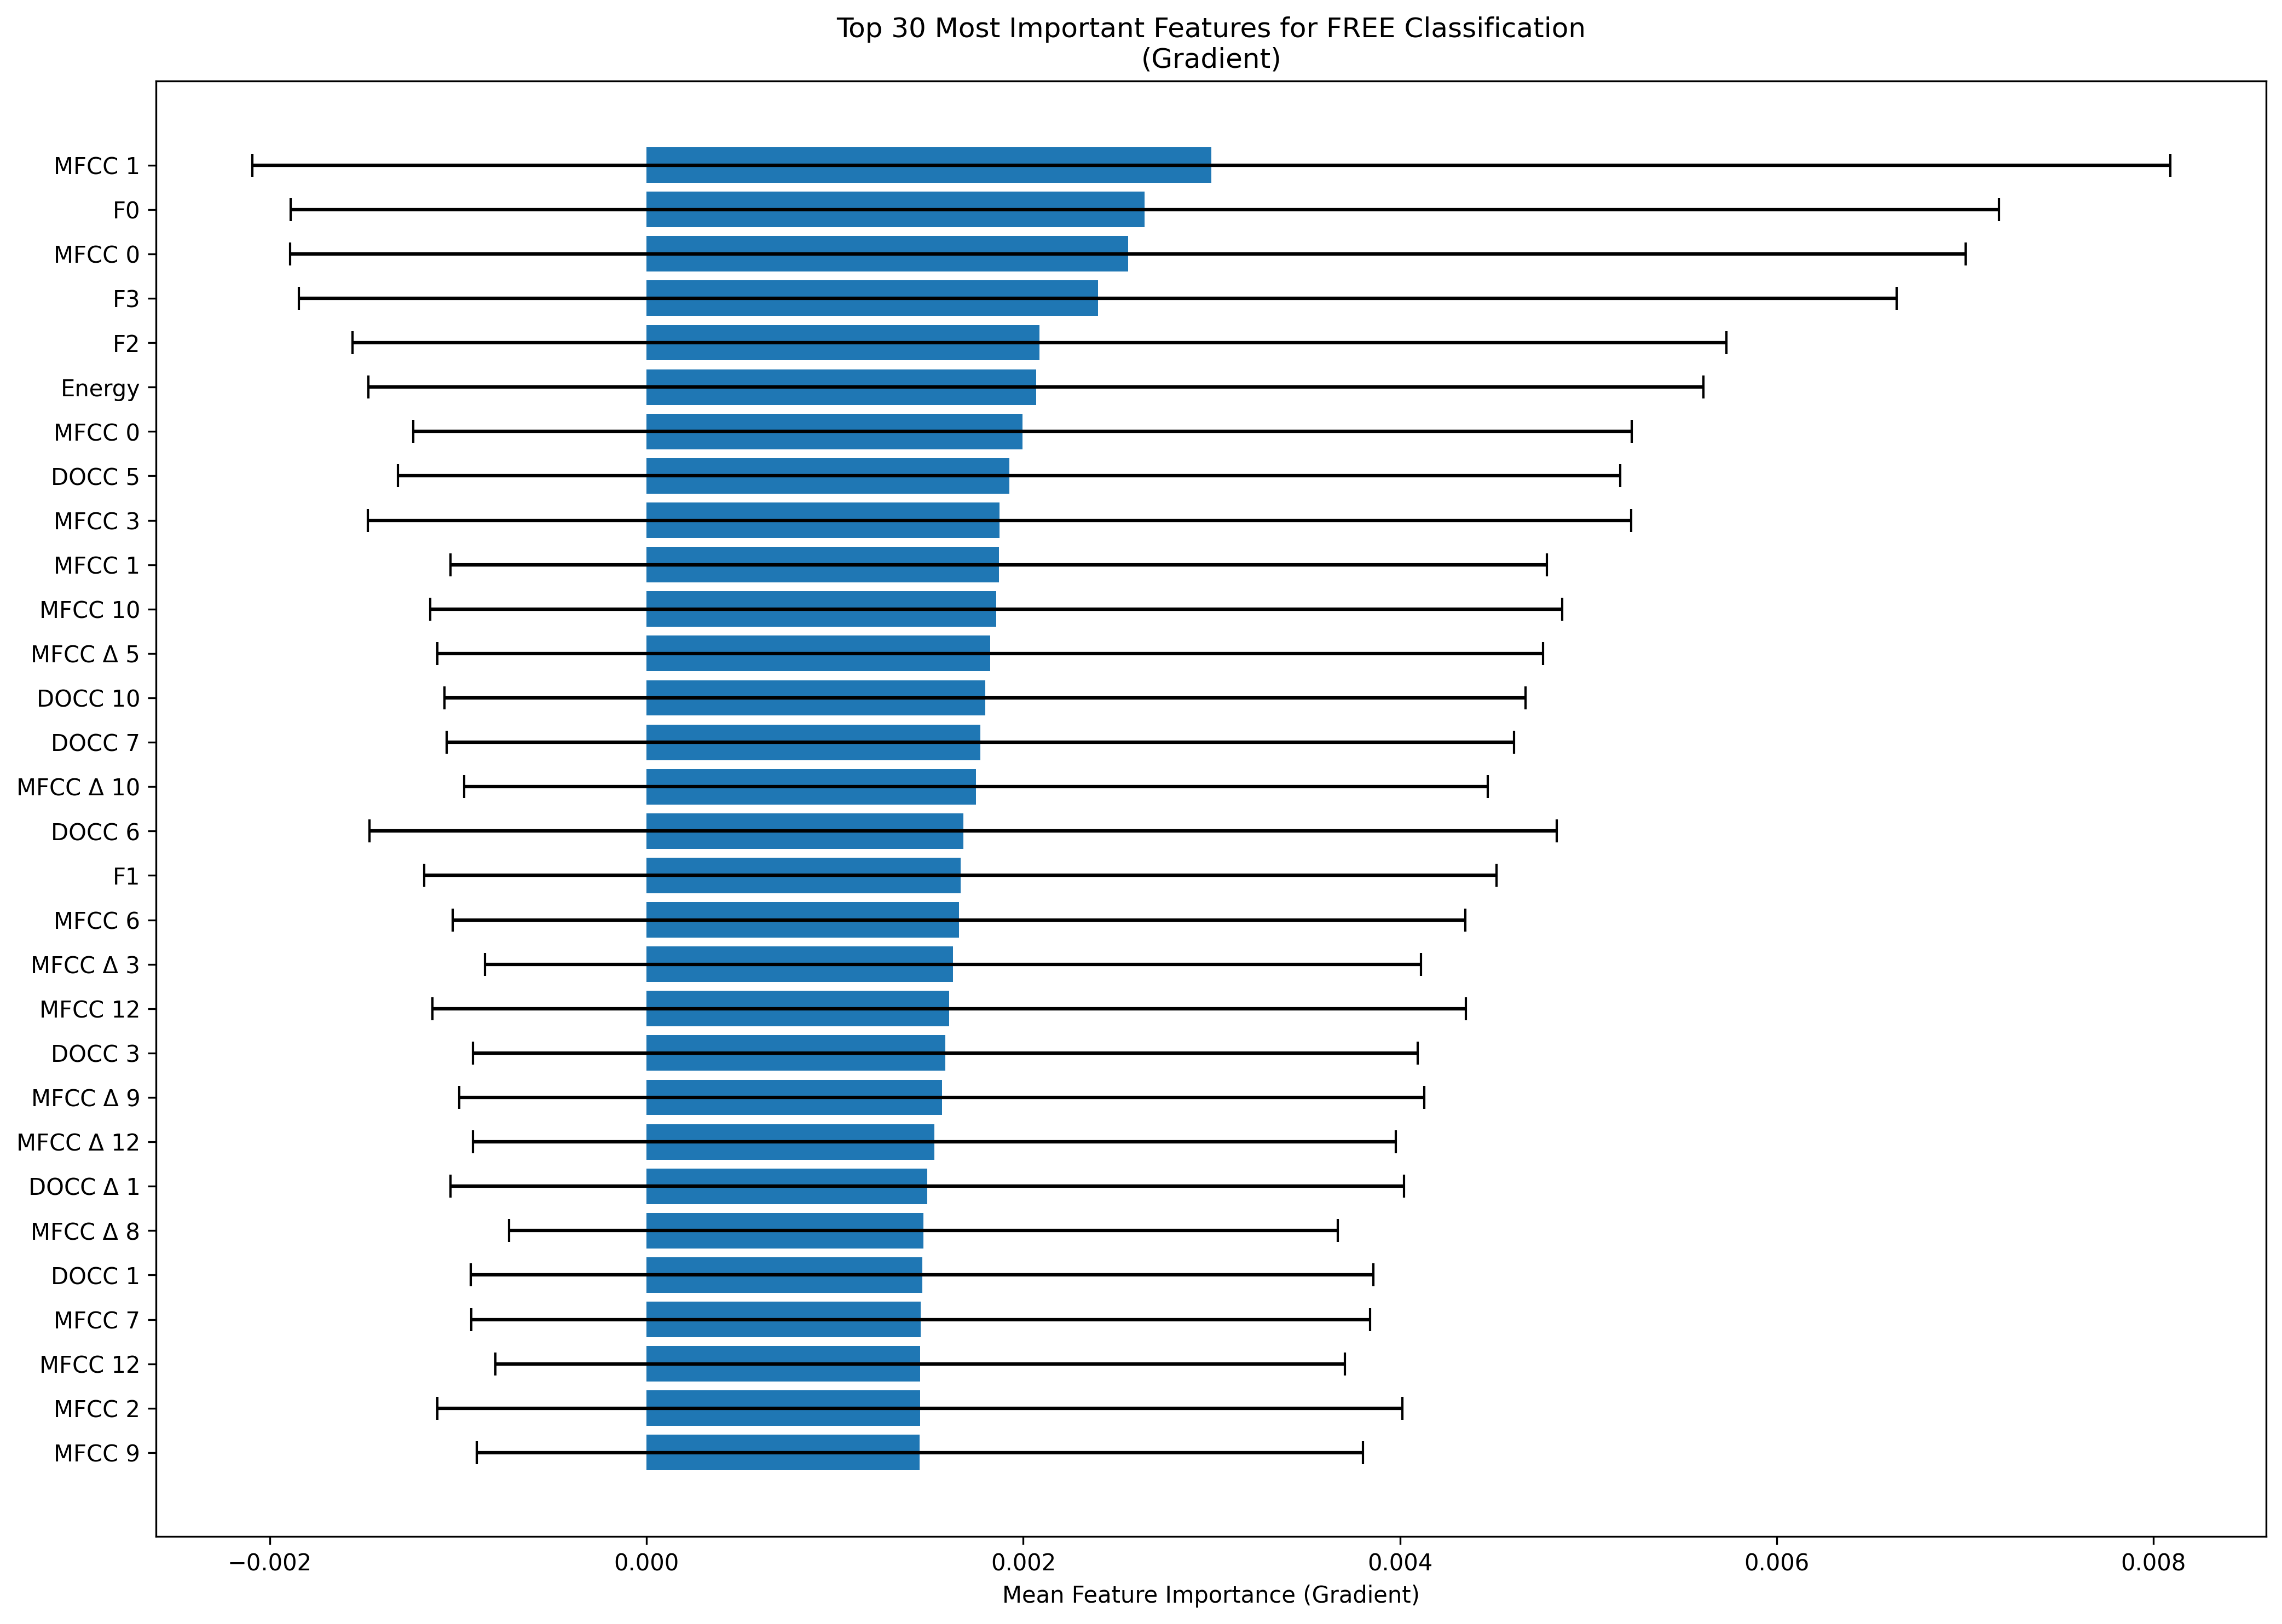 Top 30 Most Important Features for FREE Classification
(Gradient)
MFCC 1
F0
MFCC 0
F3
F2
Energy
MFCC 0
DOCC 5
MFCC 3
MFCC 1
MFCC 10
MFCC Δ 5
DOCC 10
DOCC 7
MFCC Δ 10
DOCC 6
F1
MFCC 6
MFCC Δ 3
MFCC 12
DOCC 3
MFCC Δ 9
MFCC Δ 12
DOCC Δ 1
MFCC Δ 8
DOCC 1
MFCC 7
MFCC 12
MFCC 2
MFCC 9
−0.002 0.000 0.002 0.004 0.006 0.008
Mean Feature Importance (Gradient)